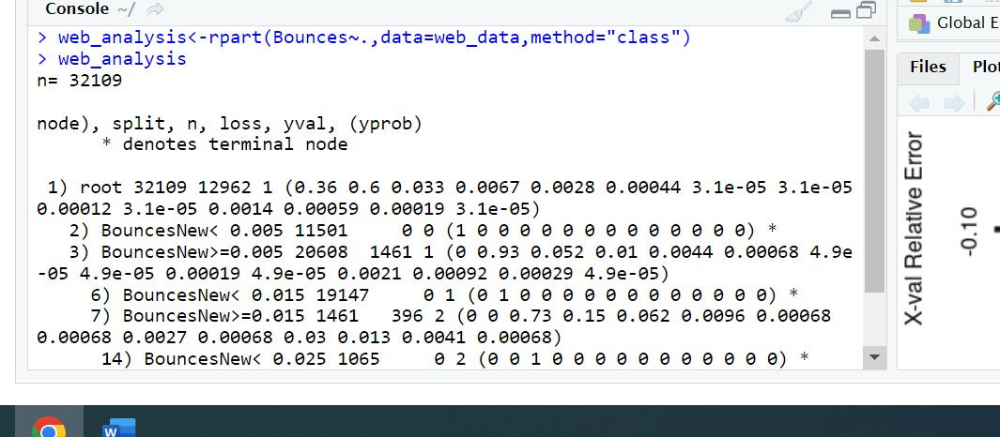 Console ~/
> web_analysis<-rpart(Bounces~.,data=web_data,method="class")
> web_analysis
n= 32109
node), split, n, loss, yval, (yprob)
* denotes terminal node
1) root 32109 12962 1 (0.36 0.6 0.033 0.0067 0.0028 0.00044 3.1e-05 3.1e-05
0.00012 3.1e-05 0.0014 0.00059 0.00019 3.1e-05)
2) BouncesNew< 0.005 11501 0 0 (1 0 0 0 0 0 0 0 0 0 0 0 0 0) *
3) BouncesNew>=0.005 20608 1461 1 (0 0.93 0.052 0.01 0.0044 0.00068 4.9e
-05 4.9e-05 0.00019 4.9e-05 0.0021 0.00092 0.00029 4.9e-05)
6) BouncesNew< 0.015 19147 0 1 (0 1 0 0 0 0 0 0 0 0 0 0 0 0) *
7) BouncesNew>=0.015 1461 396 2 (0 0 0.73 0.15 0.062 0.0096 0.00068
0.00068 0.0027 0.00068 0.03 0.013 0.0041 0.00068)
14) BouncesNew< 0.025 1065 0 2 (0 0 1 0 0 0 0 0 0 0 0 0 0 0) *
Global E
Files Plot
X-val Relative Error
-0.10
W